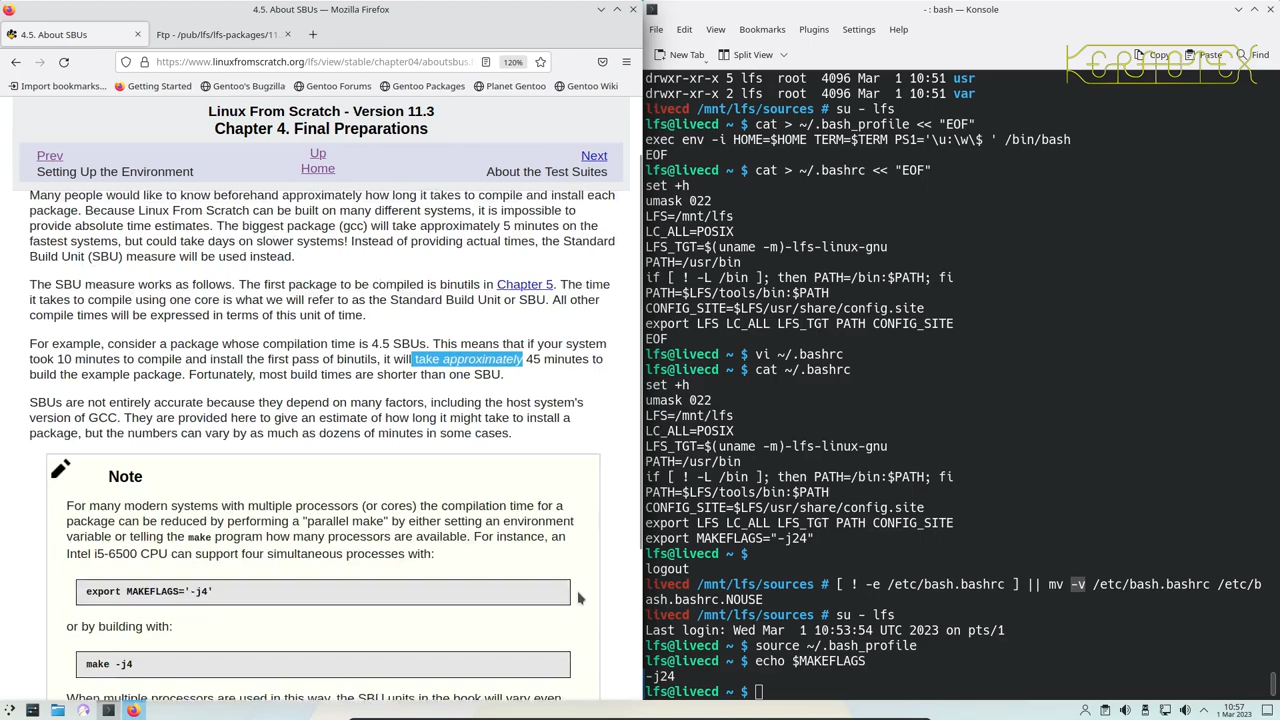 4.5. About SBUs — Mozilla Firefox
4.5. About SBUs
Ftp - /pub/lfs/lfs-packages/11.
https://www.linuxfromscratch.org/lfs/view/stable/chapter04/aboutsbus.
120%
Import bookmarks...
Getting Started
Gentoo's Bugzilla
Gentoo Forums
Gentoo Packages
Planet Gentoo
Gentoo Wiki
Linux From Scratch - Version 11.3
Chapter 4. Final Preparations
Prev
Up
Next
Home
Setting Up the Environment
About the Test Suites
Many people would like to know beforehand approximately how long it takes to compile and install each
package. Because Linux From Scratch can be built on many different systems, it is impossible to
provide absolute time estimates. The biggest package (gcc) will take approximately 5 minutes on the
fastest systems, but could take days on slower systems! Instead of providing actual times, the Standard
Build Unit (SBU) measure will be used instead.
The SBU measure works as follows. The first package to be compiled is binutils in Chapter 5. The time
it takes to compile using one core is what we will refer to as the Standard Build Unit or SBU. All other
compile times will be expressed in terms of this unit of time.
For example, consider a package whose compilation time is 4.5 SBUs. This means that if your system
took 10 minutes to compile and install the first pass of binutils, it will take approximately 45 minutes to
build the example package. Fortunately, most build times are shorter than one SBU.
SBUs are not entirely accurate because they depend on many factors, including the host system's
version of GCC. They are provided here to give an estimate of how long it might take to install a
package, but the numbers can vary by as much as dozens of minutes in some cases.
Note
For many modern systems with multiple processors (or cores) the compilation time for a
package can be reduced by performing a "parallel make" by either setting an environment
variable or telling the make program how many processors are available. For instance, an
Intel i5-6500 CPU can support four simultaneous processes with:
export MAKEFLAGS='-j4'
or by building with:
make -j4
When multiple processors are used in this way, the SBU units in the book will vary even
- : bash — Konsole
File
Edit
View
Bookmarks
Plugins
Settings
Help
New Tab
Split View
Copy
Paste
Find
KERNOTEX
drwxr-xr-x 5 lfs  root  4096 Mar  1 10:51 usr
drwxr-xr-x 2 lfs  root  4096 Mar  1 10:51 var
livecd /mnt/lfs/sources # su - lfs
lfs@livecd ~ $ cat > ~/.bash_profile << "EOF"
exec env -i HOME=$HOME TERM=$TERM PS1='\u:\w\$ ' /bin/bash
EOF
lfs@livecd ~ $ cat > ~/.bashrc << "EOF"
set +h
umask 022
LFS=/mnt/lfs
LC_ALL=POSIX
LFS_TGT=$(uname -m)-lfs-linux-gnu
PATH=/usr/bin
if [ ! -L /bin ]; then PATH=/bin:$PATH; fi
PATH=$LFS/tools/bin:$PATH
CONFIG_SITE=$LFS/usr/share/config.site
export LFS LC_ALL LFS_TGT PATH CONFIG_SITE
EOF
lfs@livecd ~ $ vi ~/.bashrc
lfs@livecd ~ $ cat ~/.bashrc
set +h
umask 022
LFS=/mnt/lfs
LC_ALL=POSIX
LFS_TGT=$(uname -m)-lfs-linux-gnu
PATH=/usr/bin
if [ ! -L /bin ]; then PATH=/bin:$PATH; fi
PATH=$LFS/tools/bin:$PATH
CONFIG_SITE=$LFS/usr/share/config.site
export LFS LC_ALL LFS_TGT PATH CONFIG_SITE
export MAKEFLAGS="-j24"
lfs@livecd ~ $
logout
livecd /mnt/lfs/sources # [ ! -e /etc/bash.bashrc ] || mv -v /etc/bash.bashrc /etc/b
ash.bashrc.NOUSE
livecd /mnt/lfs/sources # su - lfs
Last login: Wed Mar  1 10:53:54 UTC 2023 on pts/1
lfs@livecd ~ $ source ~/.bash_profile
lfs@livecd ~ $ echo $MAKEFLAGS
-j24
lfs@livecd ~ $
10:57
1 Mar 2023